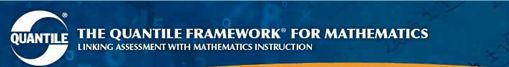 QUANTILE
THE QUANTILE FRAMEWORK® FOR MATHEMATICS
LINKING ASSESSMENT WITH MATHEMATICS INSTRUCTION